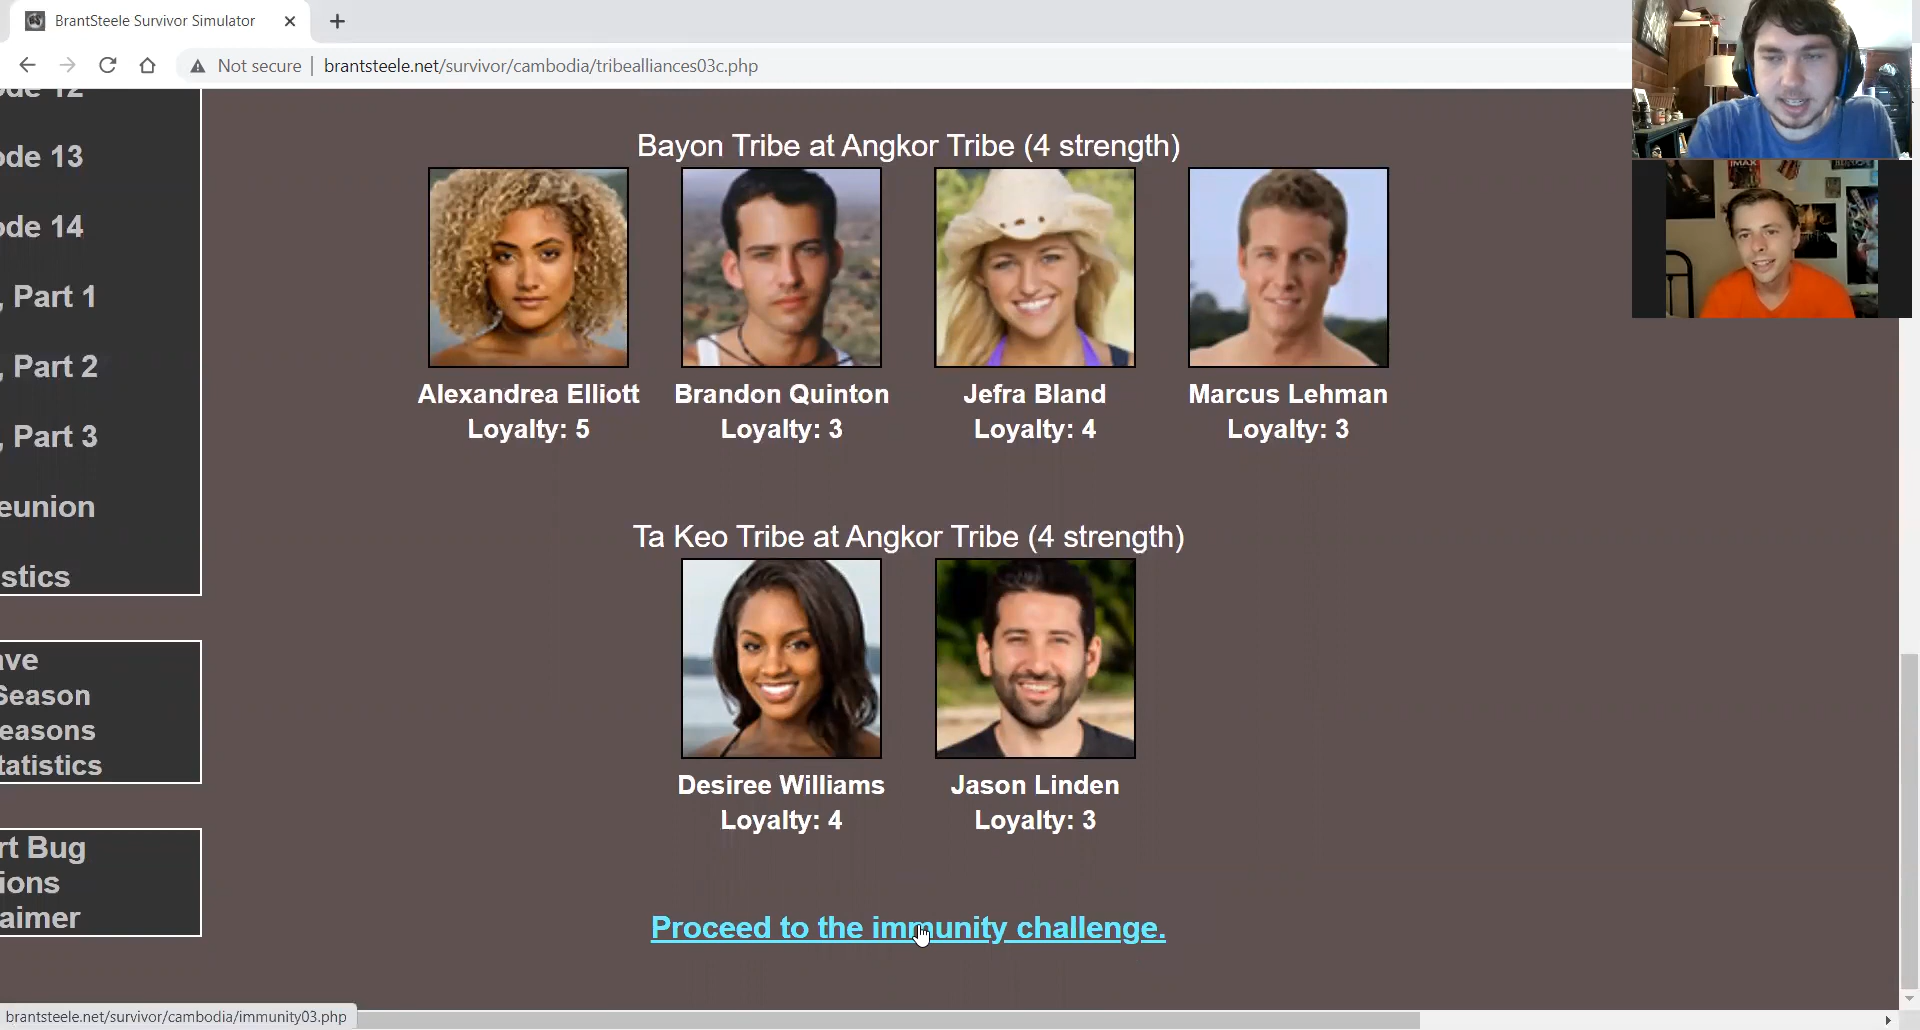 BrantSteele Survivor Simulator
Not secure
brantsteele.net/survivor/cambodia/tribealliances03c.php
ode 12
ode 13
ode 14
, Part 1
, Part 2
, Part 3
eunion
stics
ave
Season
easons
tatistics
rt Bug
ions
aimer
Bayon Tribe at Angkor Tribe (4 strength)
Alexandrea Elliott
Loyalty: 5
Brandon Quinton
Loyalty: 3
Jefra Bland
Loyalty: 4
Marcus Lehman
Loyalty: 3
Ta Keo Tribe at Angkor Tribe (4 strength)
Desiree Williams
Loyalty: 4
Jason Linden
Loyalty: 3
Proceed to the immunity challenge.
brantsteele.net/survivor/cambodia/immunity03.php
IMAX